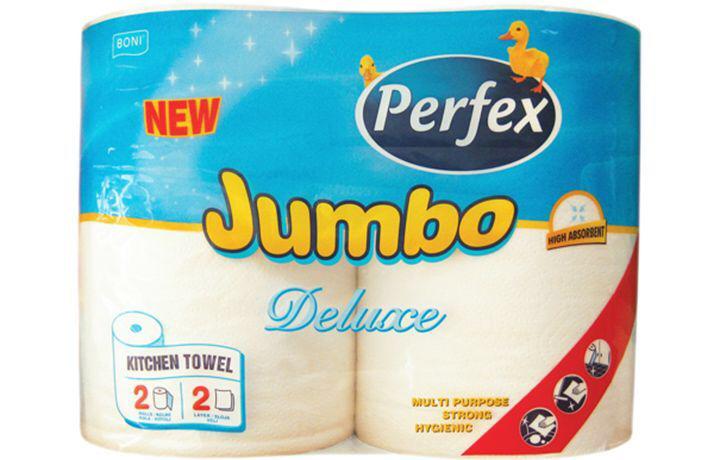 BONI
NEW
Perfex
Jumbo
HIGH ABSORBENT
Deluxe
KITCHEN TOWEL
2 2
MULTI PURPOSE
STRONG
HYGIENIC